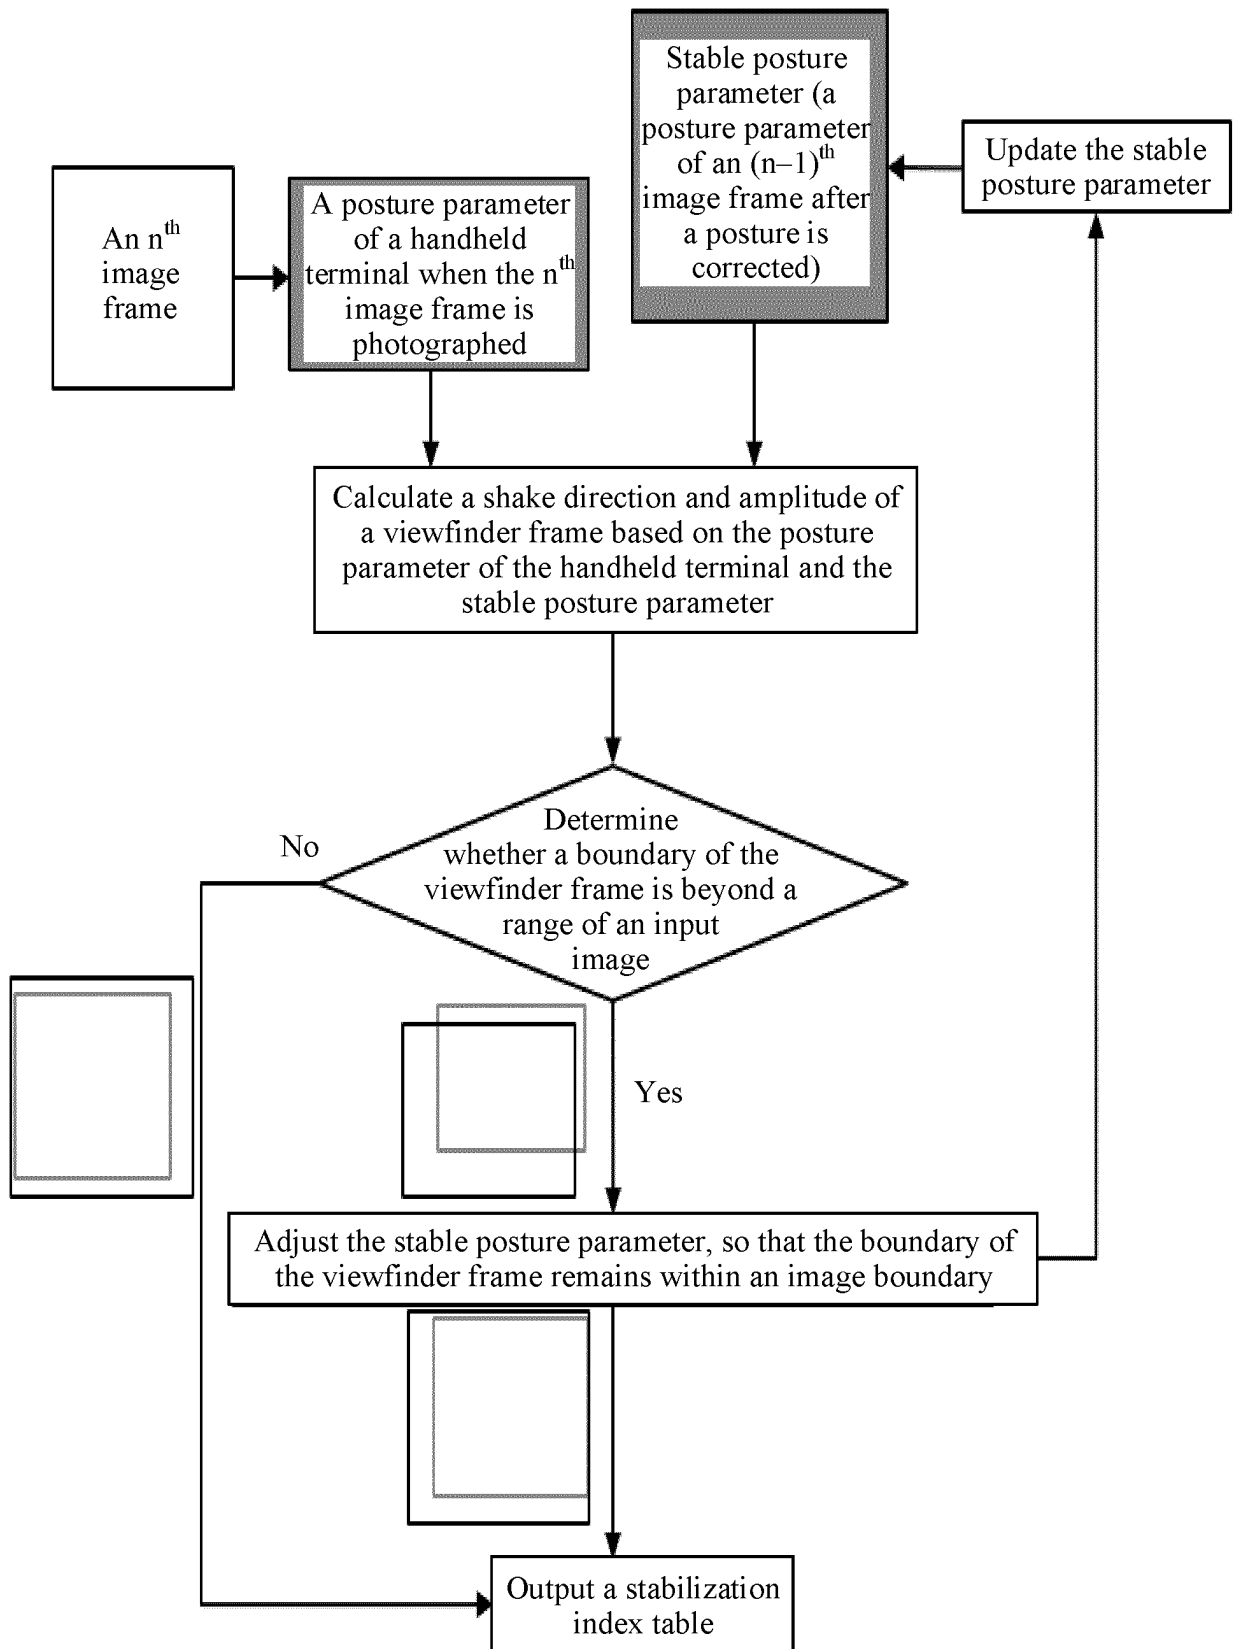 An nth
image
frame
A posture parameter
of a handheld
terminal when the nth
image frame is
photographed
Stable posture
parameter (a
posture parameter
of an (n–1)th
image frame after
a posture is
corrected)
Update the stable
posture parameter
Calculate a shake direction and amplitude of
a viewfinder frame based on the posture
parameter of the handheld terminal and the
stable posture parameter
Determine
whether a boundary of the
viewfinder frame is beyond a
range of an input
image
No
Yes
Adjust the stable posture parameter, so that the boundary of
the viewfinder frame remains within an image boundary
Output a stabilization
index table